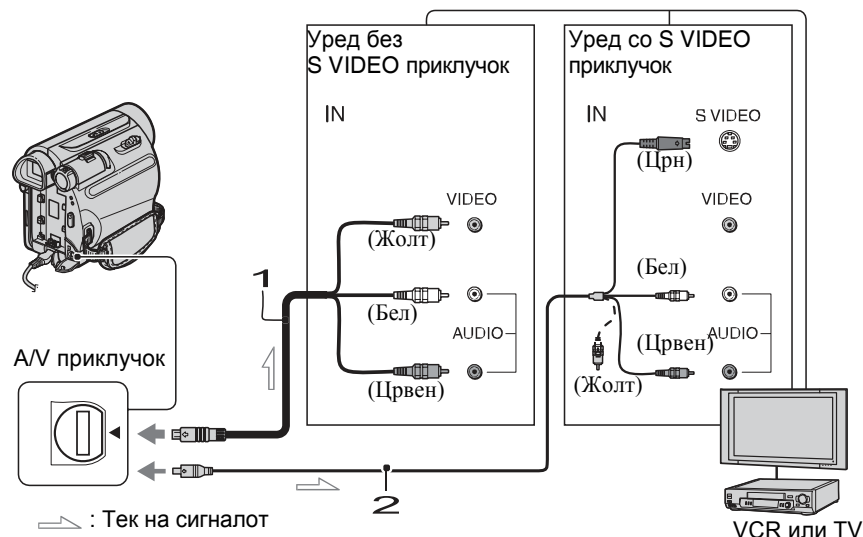 Уред без
S VIDEO приклучок
IN
VIDEO
(Жолт)
(Бел)
AUDIO
(Црвен)
Уред со S VIDEO
приклучок
IN
S VIDEO
(Црн)
VIDEO
(Бел)
AUDIO
(Црвен)
(Жолт)
1
A/V приклучок
2
: Тек на сигналот
VCR или TV